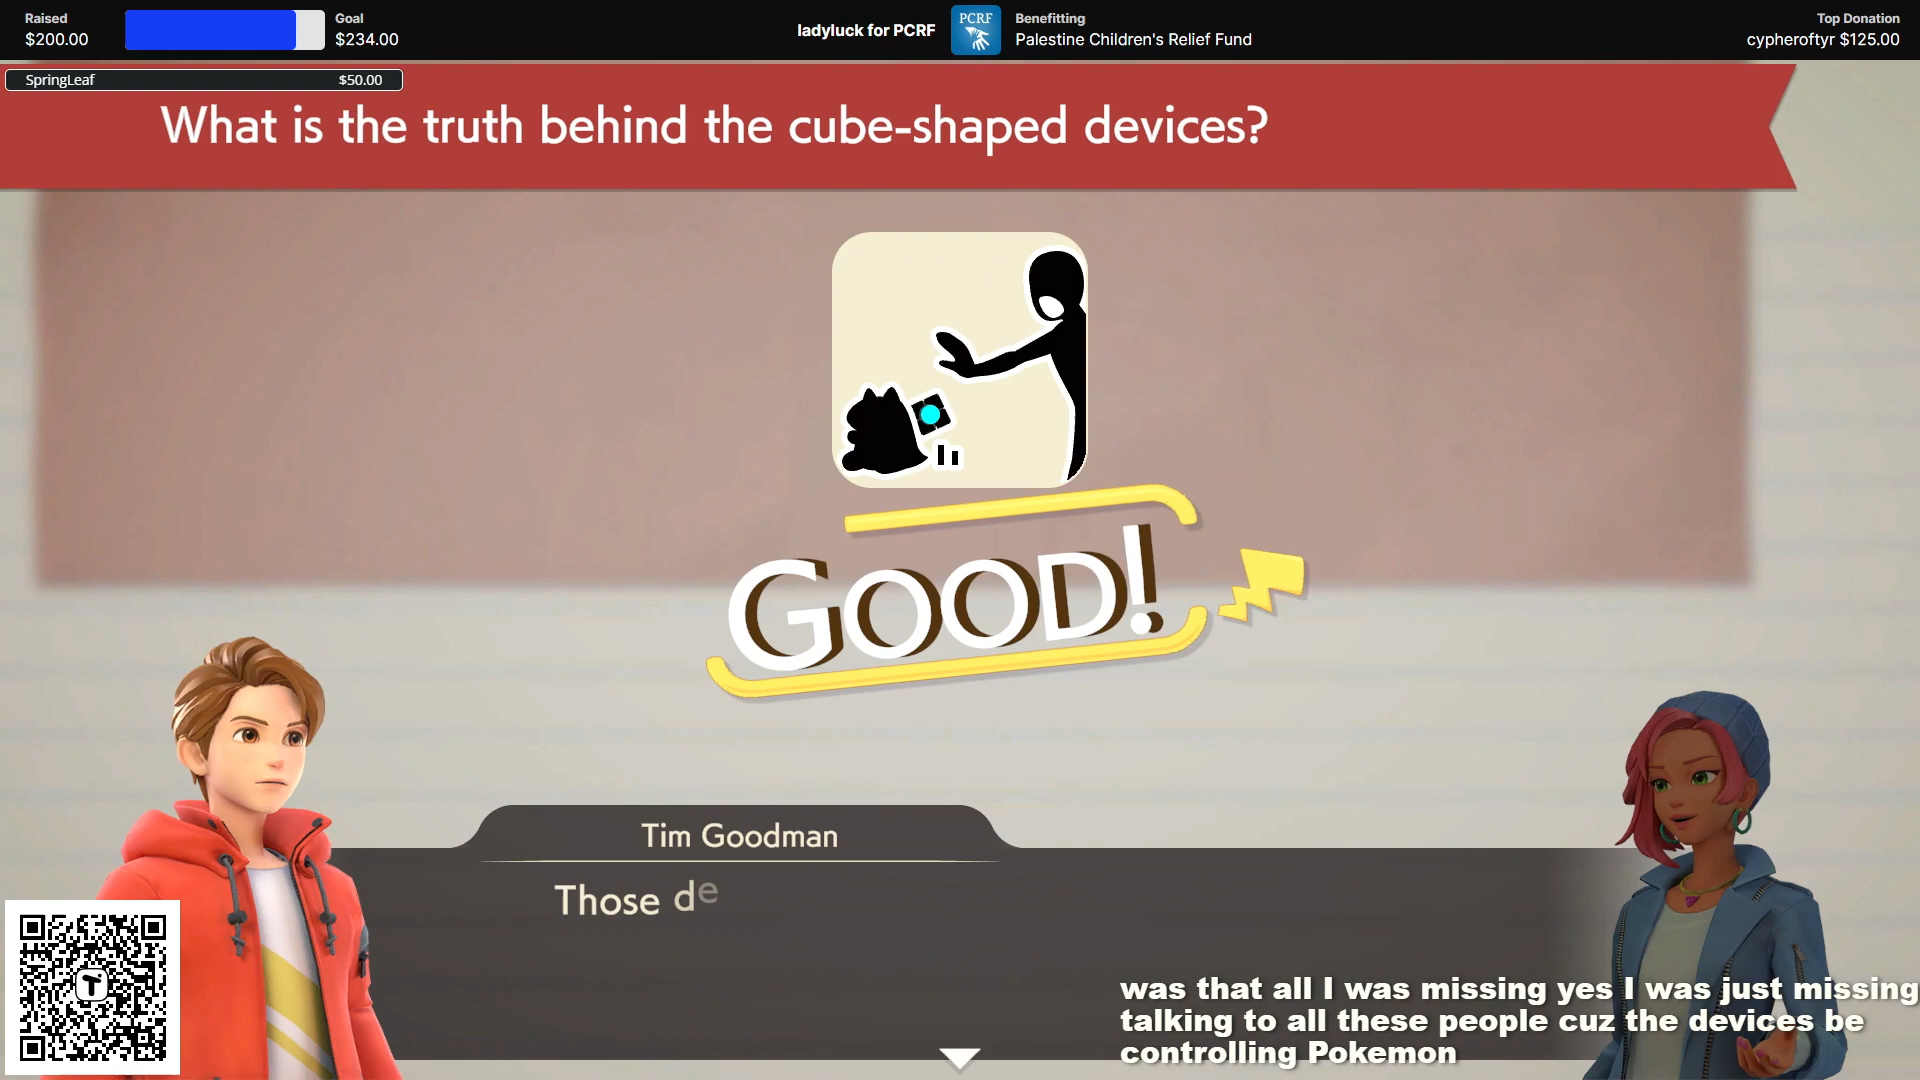 Raised
$200.00
Goal
$234.00
ladyluck for PCRF
PCRF
Benefitting
Palestine Children's Relief Fund
Top Donation
cypheroftyr $125.00
SpringLeaf $50.00
What is the truth behind the cube-shaped devices?
GOOD!
Tim Goodman
Those de
was that all I was missing yes I was just missing
talking to all these people cuz the devices be
controlling Pokemon